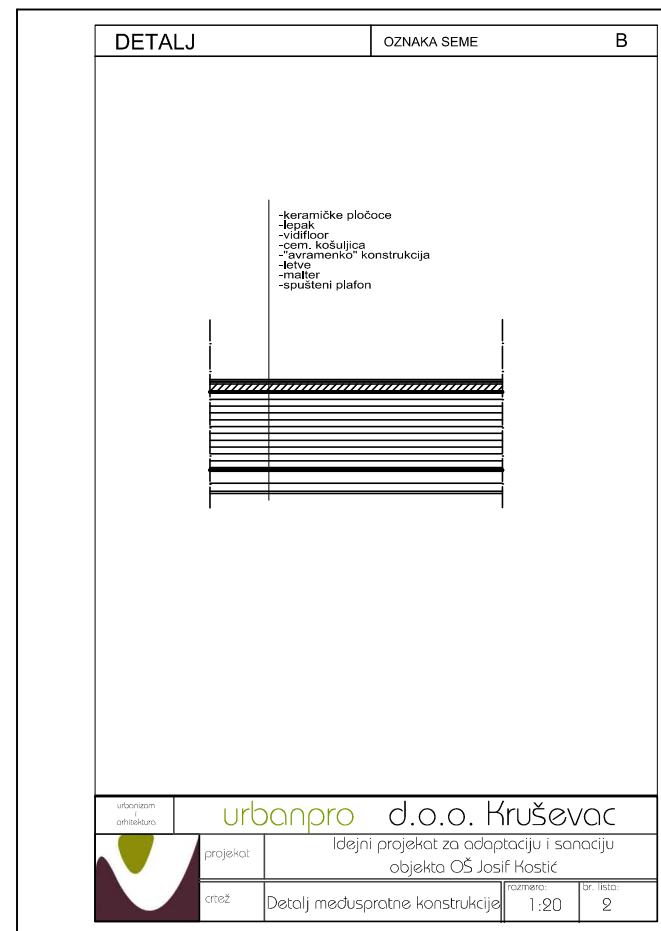 DETALJ
OZNAKA SEME
B
-keramičke pločoce
-lepak
-vidifloor
-cem. košuljica
-"avramenko" konstrukcija
-letve
-malter
-spušteni plafon
urbanizam
i
arhitektura
urbanpro d.o.o. Kruševac
projekat
Idejni projekat za adaptaciju i sanaciju
objekta OŠ Josif Kostić
crtež
Detalj međuspratne konstrukcije
razmera:
1:20
br. lista:
2